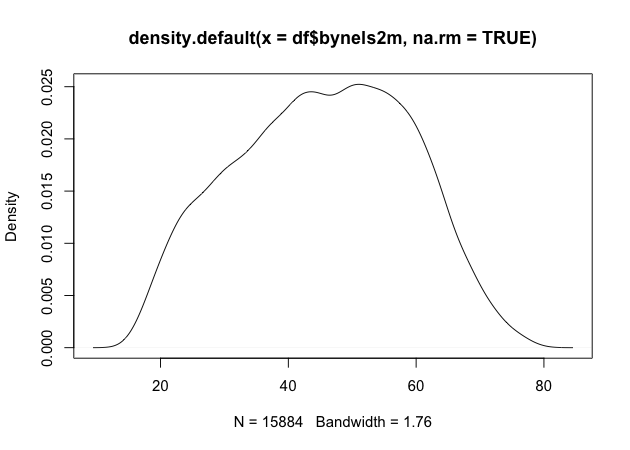 density.default(x = df$bynels2m, na.rm = TRUE)
Density
0.025
0.020
0.015
0.010
0.005
0.000
20 40 60 80
N = 15884 Bandwidth = 1.76